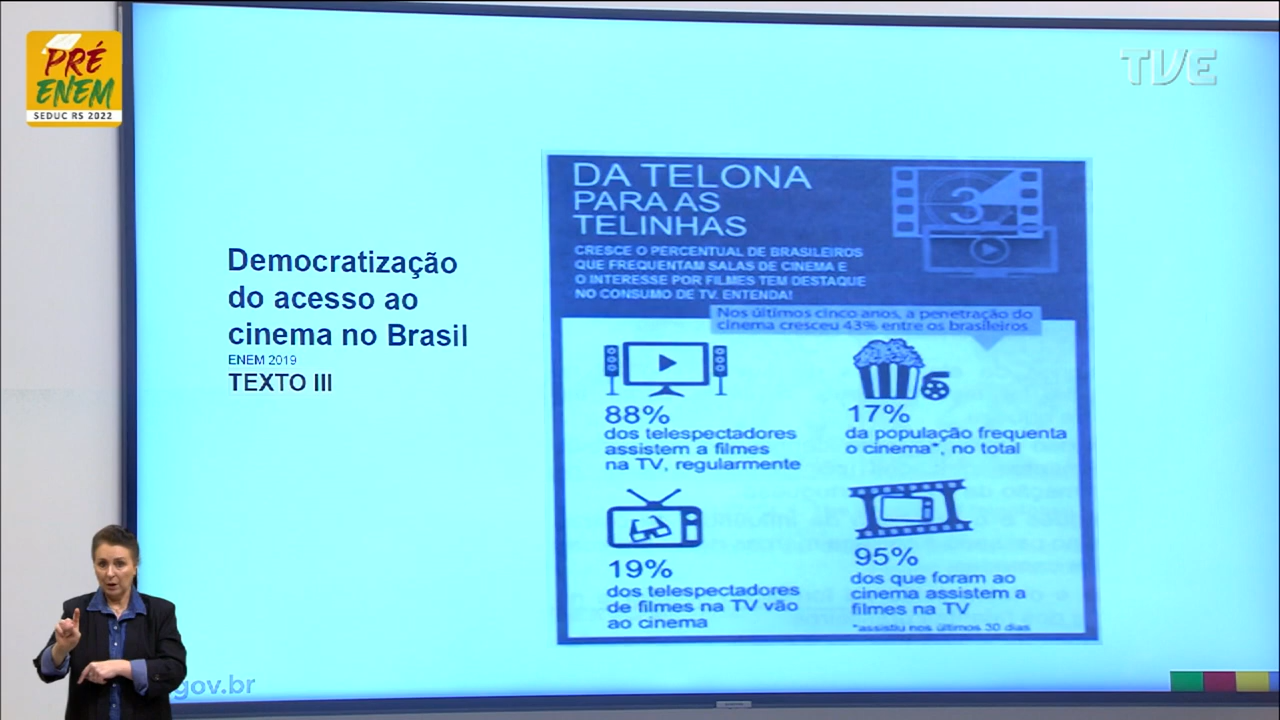 PRÉ
ENEM
SEDUC RS 2022
TVE
Democratização
do acesso ao
cinema no Brasil
ENEM 2019
TEXTO III
DA TELONA
PARA AS
TELINHAS
CRESCE O PERCENTUAL DE BRASILEIROS
QUE FREQUENTAM SALAS DE CINEMA E
O INTERESSE POR FILMES TEM DESTAQUE
NO CONSUMO DE TV. ENTENDA!
3
Nos últimos cinco anos, a penetração do
cinema cresceu 43% entre os brasileiros
88%
dos telespectadores
assistem a filmes
na TV, regularmente
17%
da população frequenta
o cinema*, no total
19%
dos telespectadores
de filmes na TV vão
ao cinema
95%
dos que foram ao
cinema assistem a
filmes na TV
*assistiu nos últimos 30 dias
gov.br